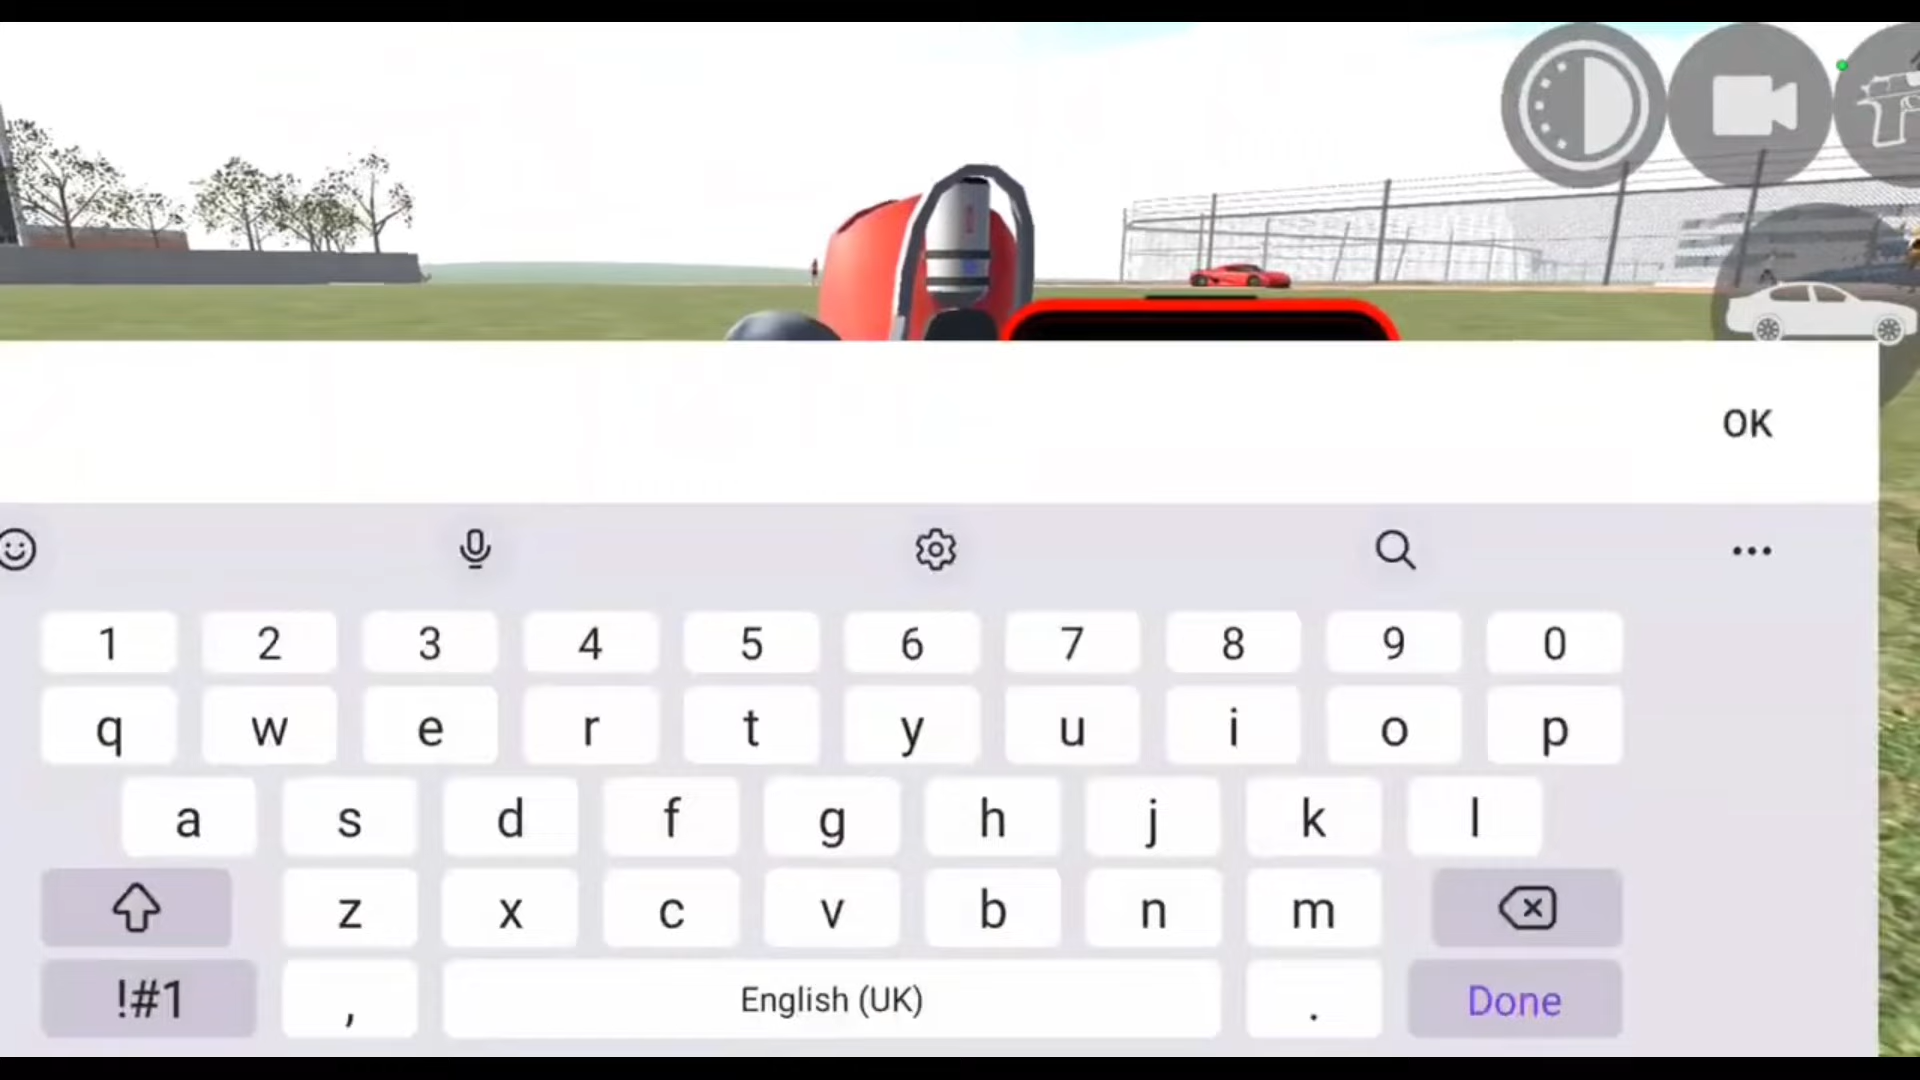 OK
1 2 3 4 5 6 7 8 9 0
q w e r t y u i o p
a s d f g h j k l
z x c v b n m
!#1 , English (UK) . Done